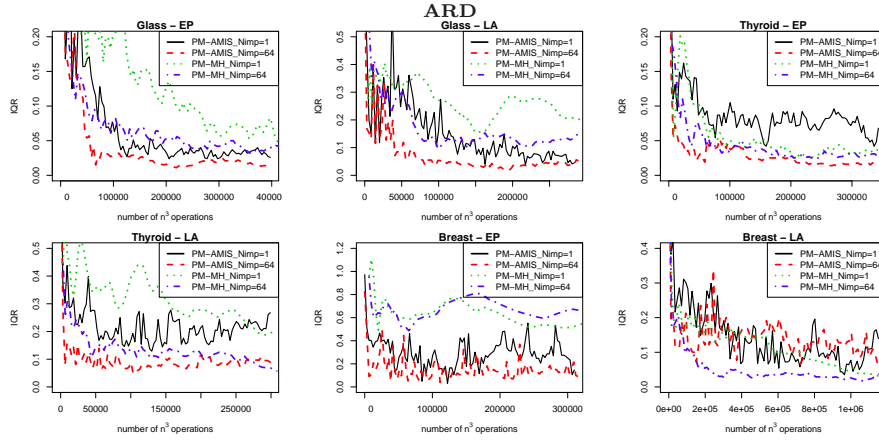 ARD
Glass − EP
IQR
0.00 0.05 0.10 0.15 0.20
PM−AMIS_Nimp=1
PM−AMIS_Nimp=64
PM−MH_Nimp=1
PM−MH_Nimp=64
0 100000 200000 300000 40000
number of n³ operations
Glass − LA
IQR
0.0 0.1 0.2 0.3 0.4 0.5
PM−AMIS_Nimp=1
PM−AMIS_Nimp=64
PM−MH_Nimp=1
PM−MH_Nimp=64
0 50000 100000 200000
number of n³ operations
Thyroid − EP
IQR
0.00 0.05 0.10 0.15 0.20
PM−AMIS_Nimp=1
PM−AMIS_Nimp=64
PM−MH_Nimp=1
PM−MH_Nimp=64
0 100000 200000 300000
number of n³ operations
Thyroid − LA
IQR
0.0 0.1 0.2 0.3 0.4 0.5
PM−AMIS_Nimp=1
PM−AMIS_Nimp=64
PM−MH_Nimp=1
PM−MH_Nimp=64
0 50000 150000 250000
number of n³ operations
Breast − EP
IQR
0.0 0.2 0.4 0.6 0.8 1.0 1.2
PM−AMIS_Nimp=1
PM−AMIS_Nimp=64
PM−MH_Nimp=1
PM−MH_Nimp=64
0 100000 200000 300000
number of n³ operations
Breast − LA
IQR
0.0 0.1 0.2 0.3 0.4
PM−AMIS_Nimp=1
PM−AMIS_Nimp=64
PM−MH_Nimp=1
PM−MH_Nimp=64
0e+00 2e+05 4e+05 6e+05 8e+05 1e+06
number of n³ operations